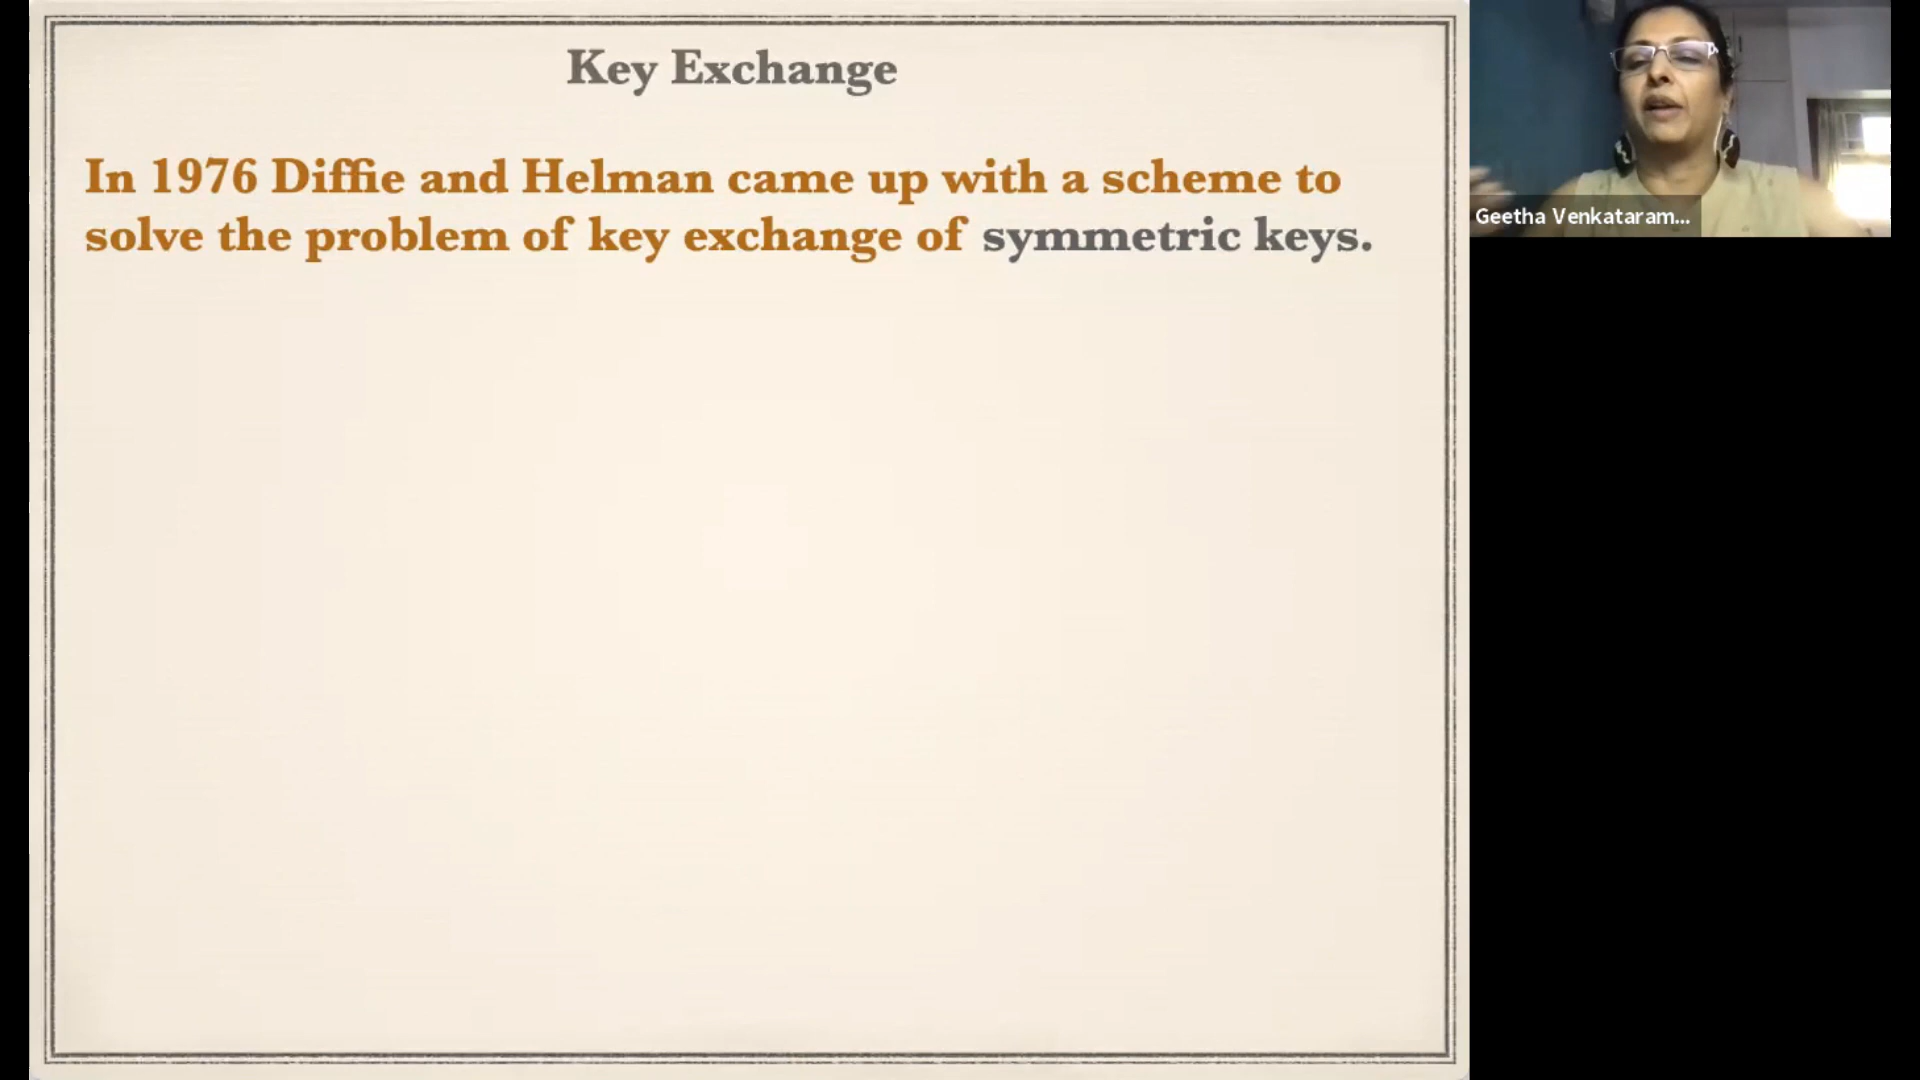 Key Exchange
In 1976 Diffie and Helman came up with a scheme to
solve the problem of key exchange of symmetric keys.
Geetha Venkataram...